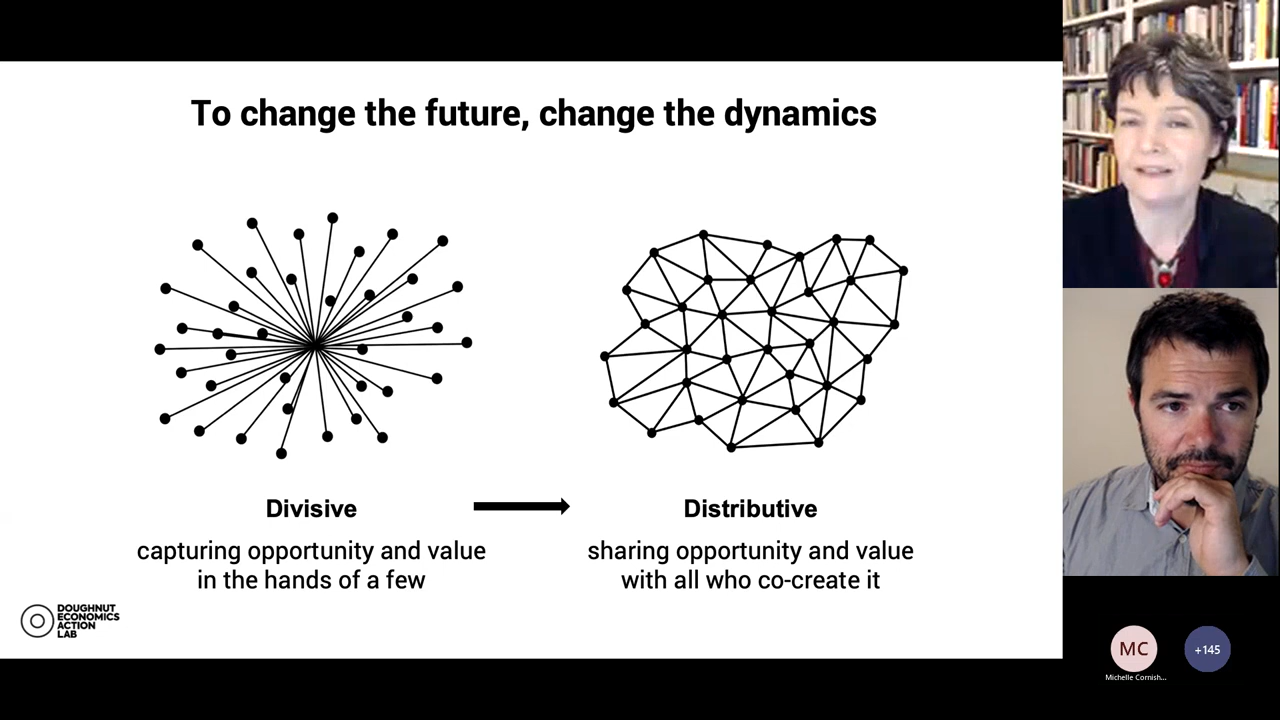 To change the future, change the dynamics
Divisive
Distributive
capturing opportunity and value
in the hands of a few
sharing opportunity and value
with all who co-create it
DOUGHNUT
ECONOMICS
ACTION
LAB
MC
+145
Michelle Cornish...